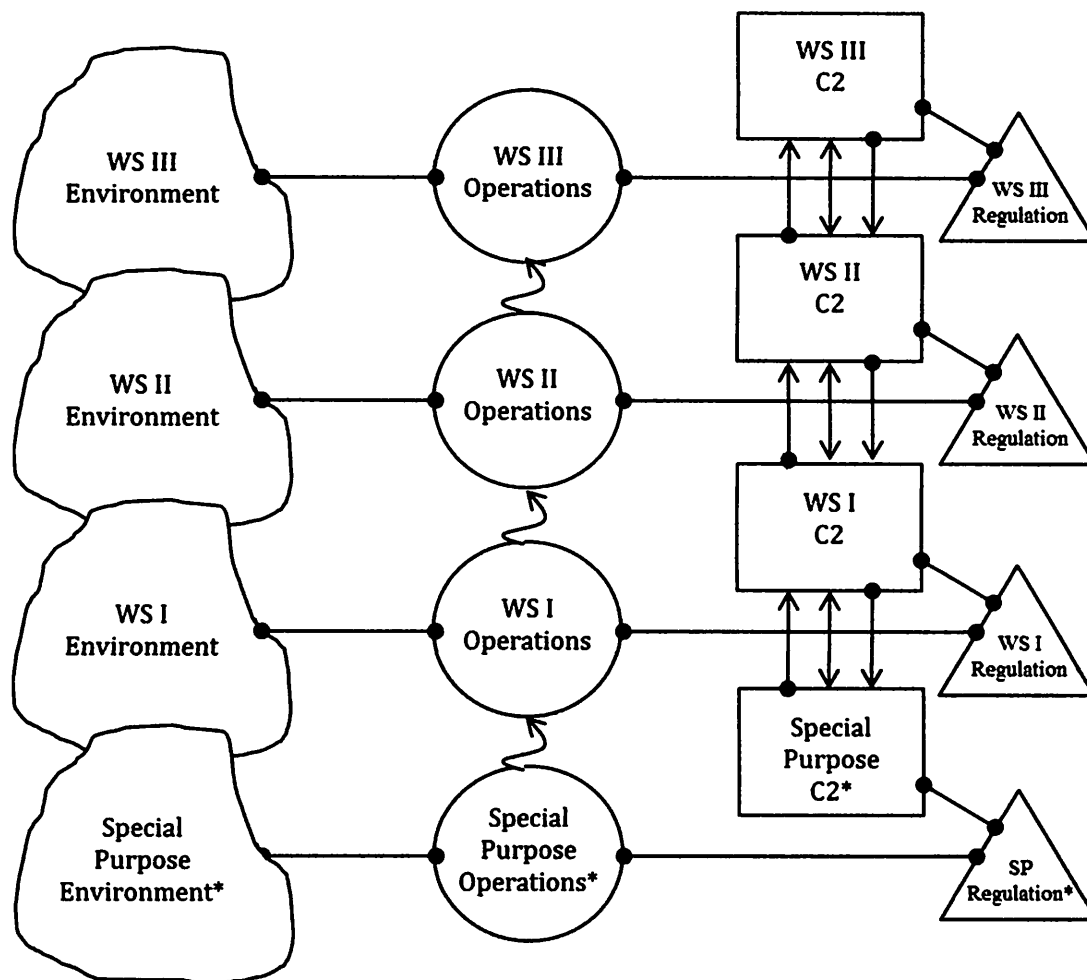 WS III
C2
WS III
Environment
WS III
Operations
WS III
Regulation
WS II
C2
WS II
Environment
WS II
Operations
WS II
Regulation
WS I
C2
WS I
Environment
WS I
Operations
WS I
Regulation
Special
Purpose
C2*
Special
Purpose
Environment*
Special
Purpose
Operations*
SP
Regulation*